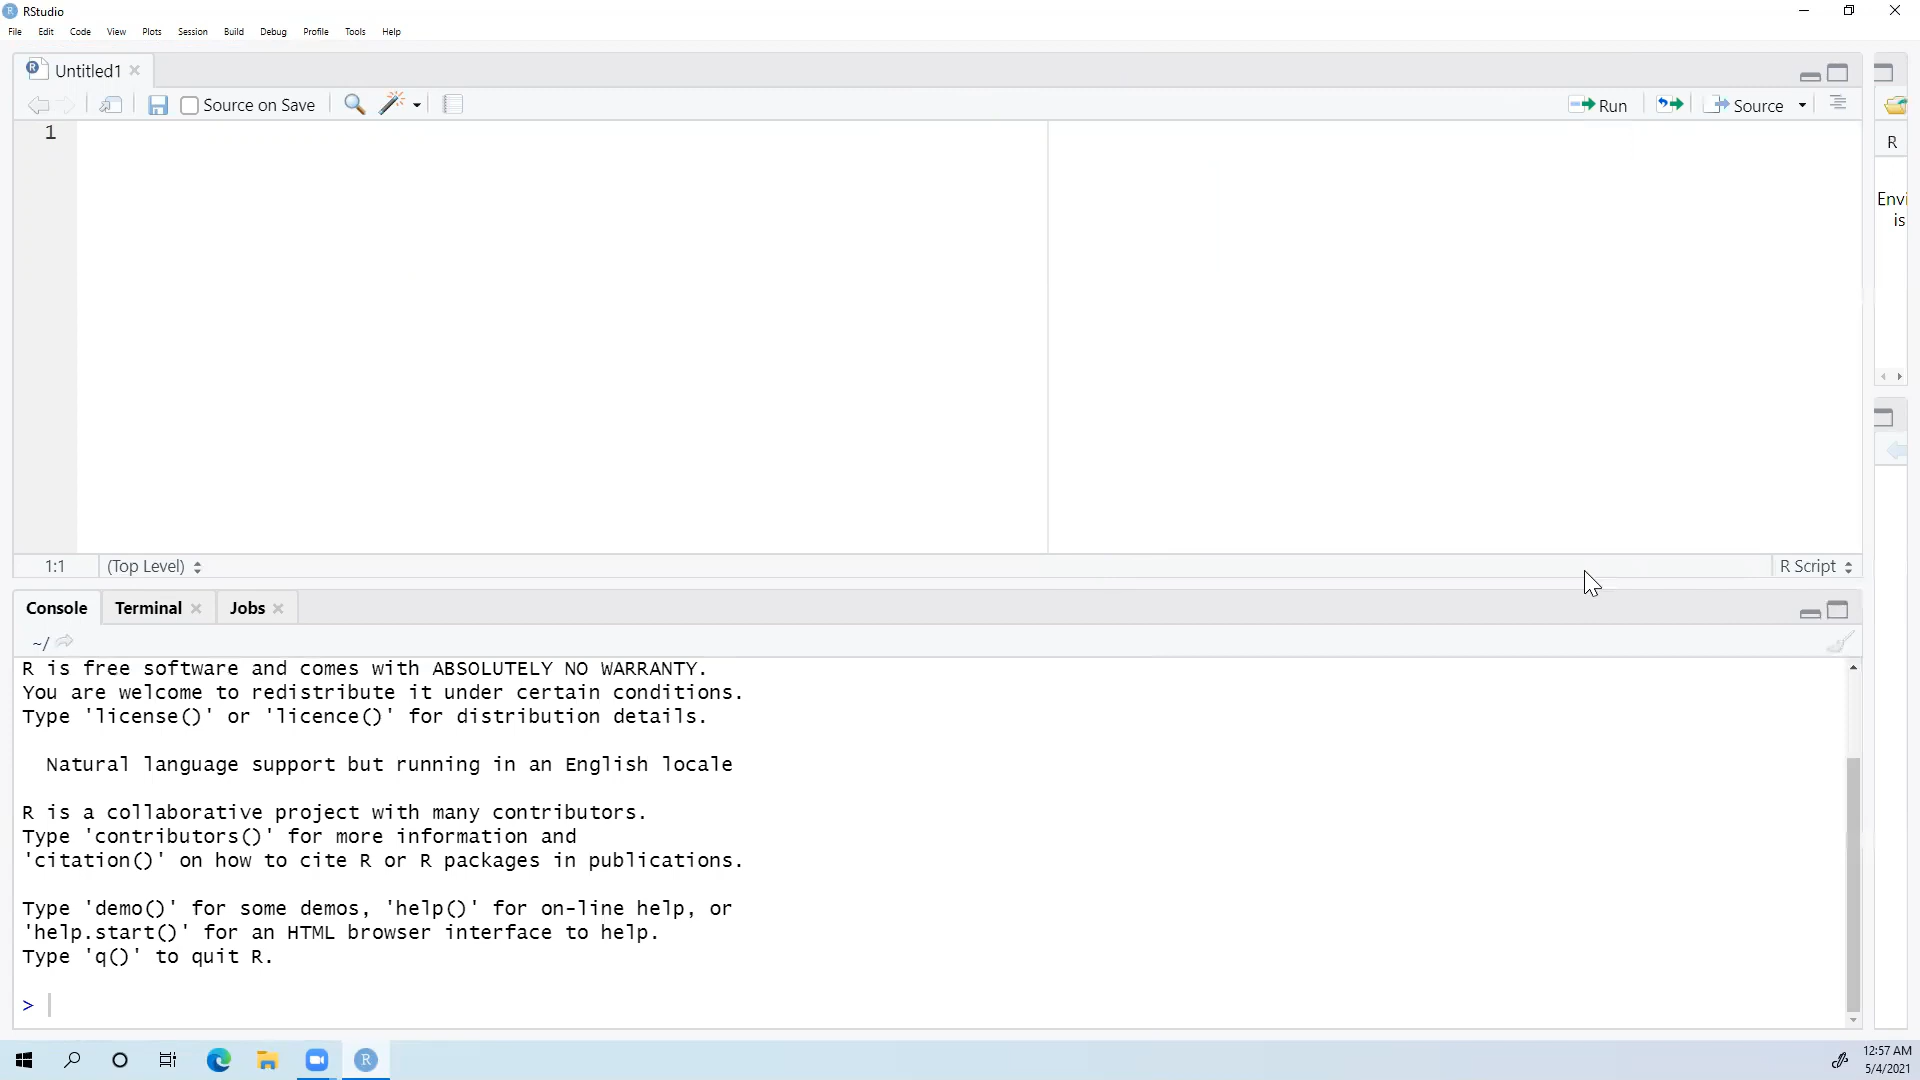 RStudio
File Edit Code View Plots Session Build Debug Profile Tools Help
Untitled1
Source on Save Run Source
1
R
Envi
is
1:1 (Top Level) R Script
Console Terminal Jobs
~/
R is free software and comes with ABSOLUTELY NO WARRANTY.
You are welcome to redistribute it under certain conditions.
Type 'license()' or 'licence()' for distribution details.
Natural language support but running in an English locale
R is a collaborative project with many contributors.
Type 'contributors()' for more information and
'citation()' on how to cite R or R packages in publications.
Type 'demo()' for some demos, 'help()' for on-line help, or
'help.start()' for an HTML browser interface to help.
Type 'q()' to quit R.
>
12:57 AM
5/4/2021